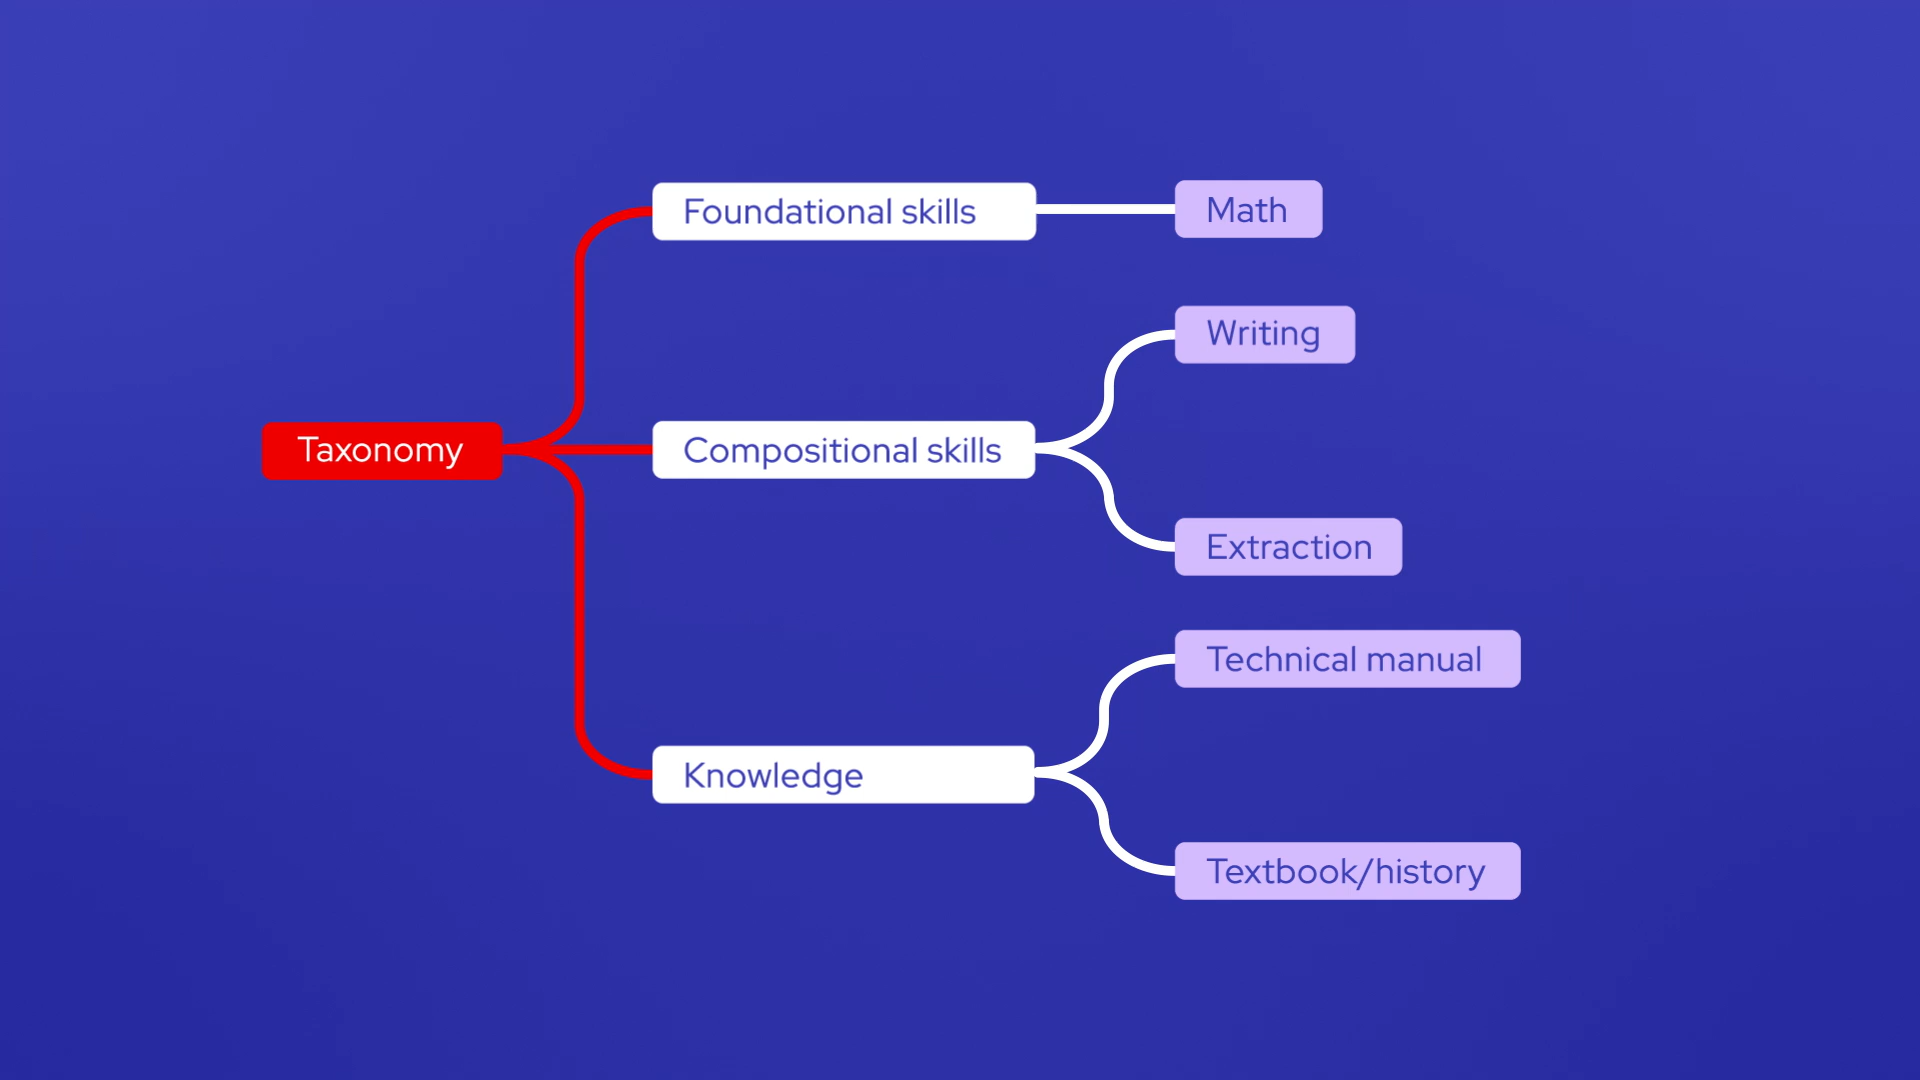 Taxonomy
Foundational skills
Math
Compositional skills
Writing
Extraction
Knowledge
Technical manual
Textbook/history